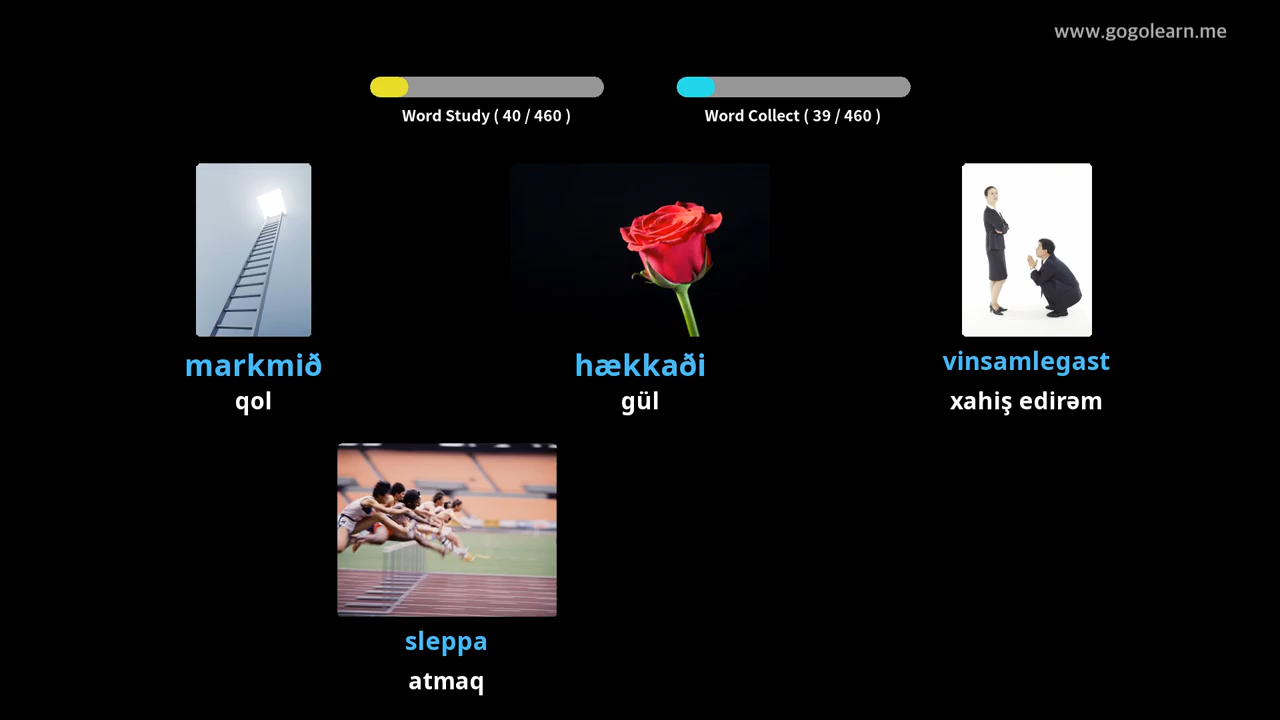 www.gogolearn.me
Word Study ( 40 / 460 )
Word Collect ( 39 / 460 )
markmið
qol
hækkaði
gül
vinsamlegast
xahiş edirəm
sleppa
atmaq